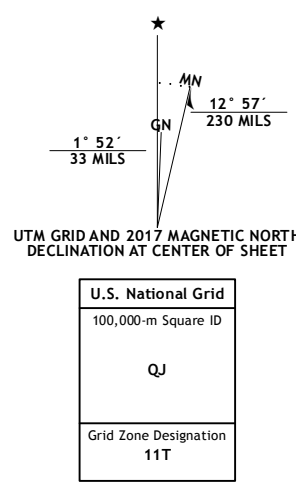 ★
MN
GN
12° 57´
230 MILS
1° 52´
33 MILS
UTM GRID AND 2017 MAGNETIC NORTH
DECLINATION AT CENTER OF SHEET
U.S. National Grid
100,000-m Square ID
QJ
Grid Zone Designation
11T